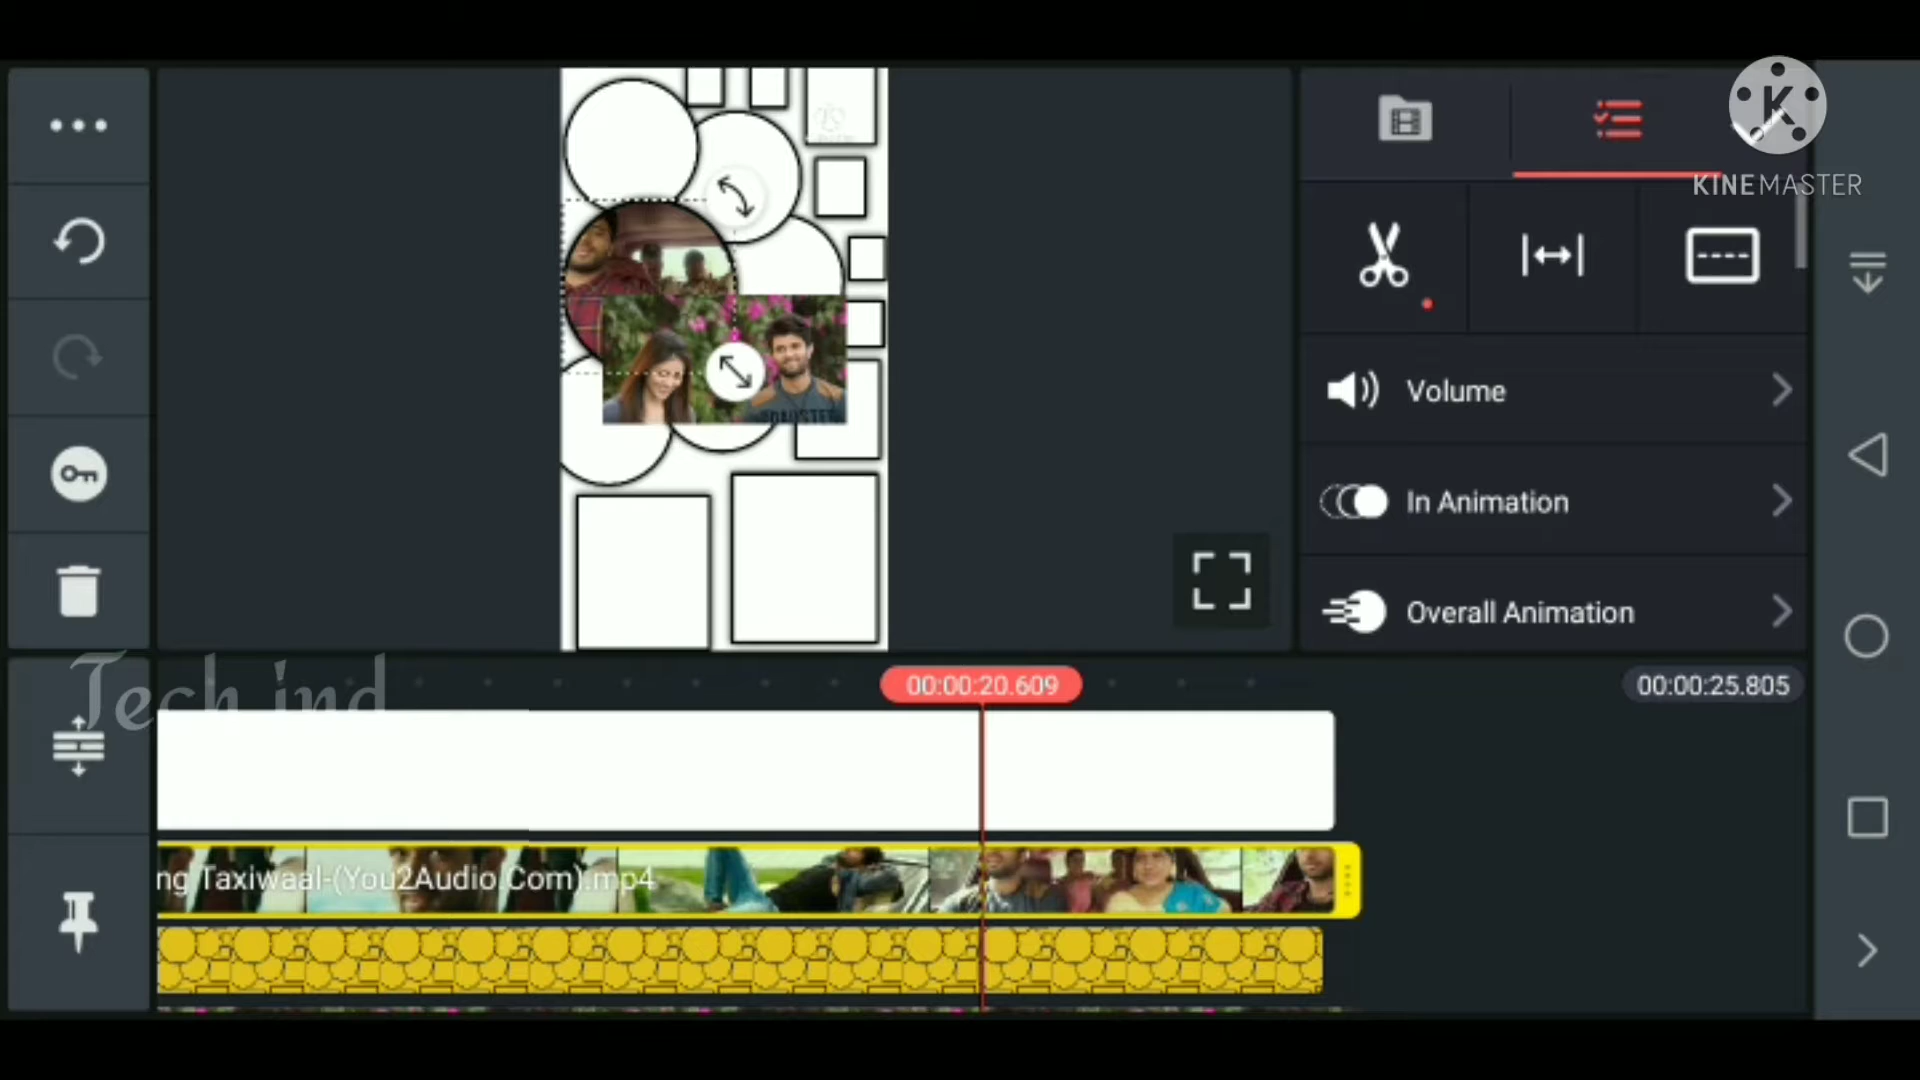 KINEMASTER
Volume
In Animation
Overall Animation
Tech ind
00:00:20.609
00:00:25.805
ng Taxiwaal-(You2Audio.Com).mp4